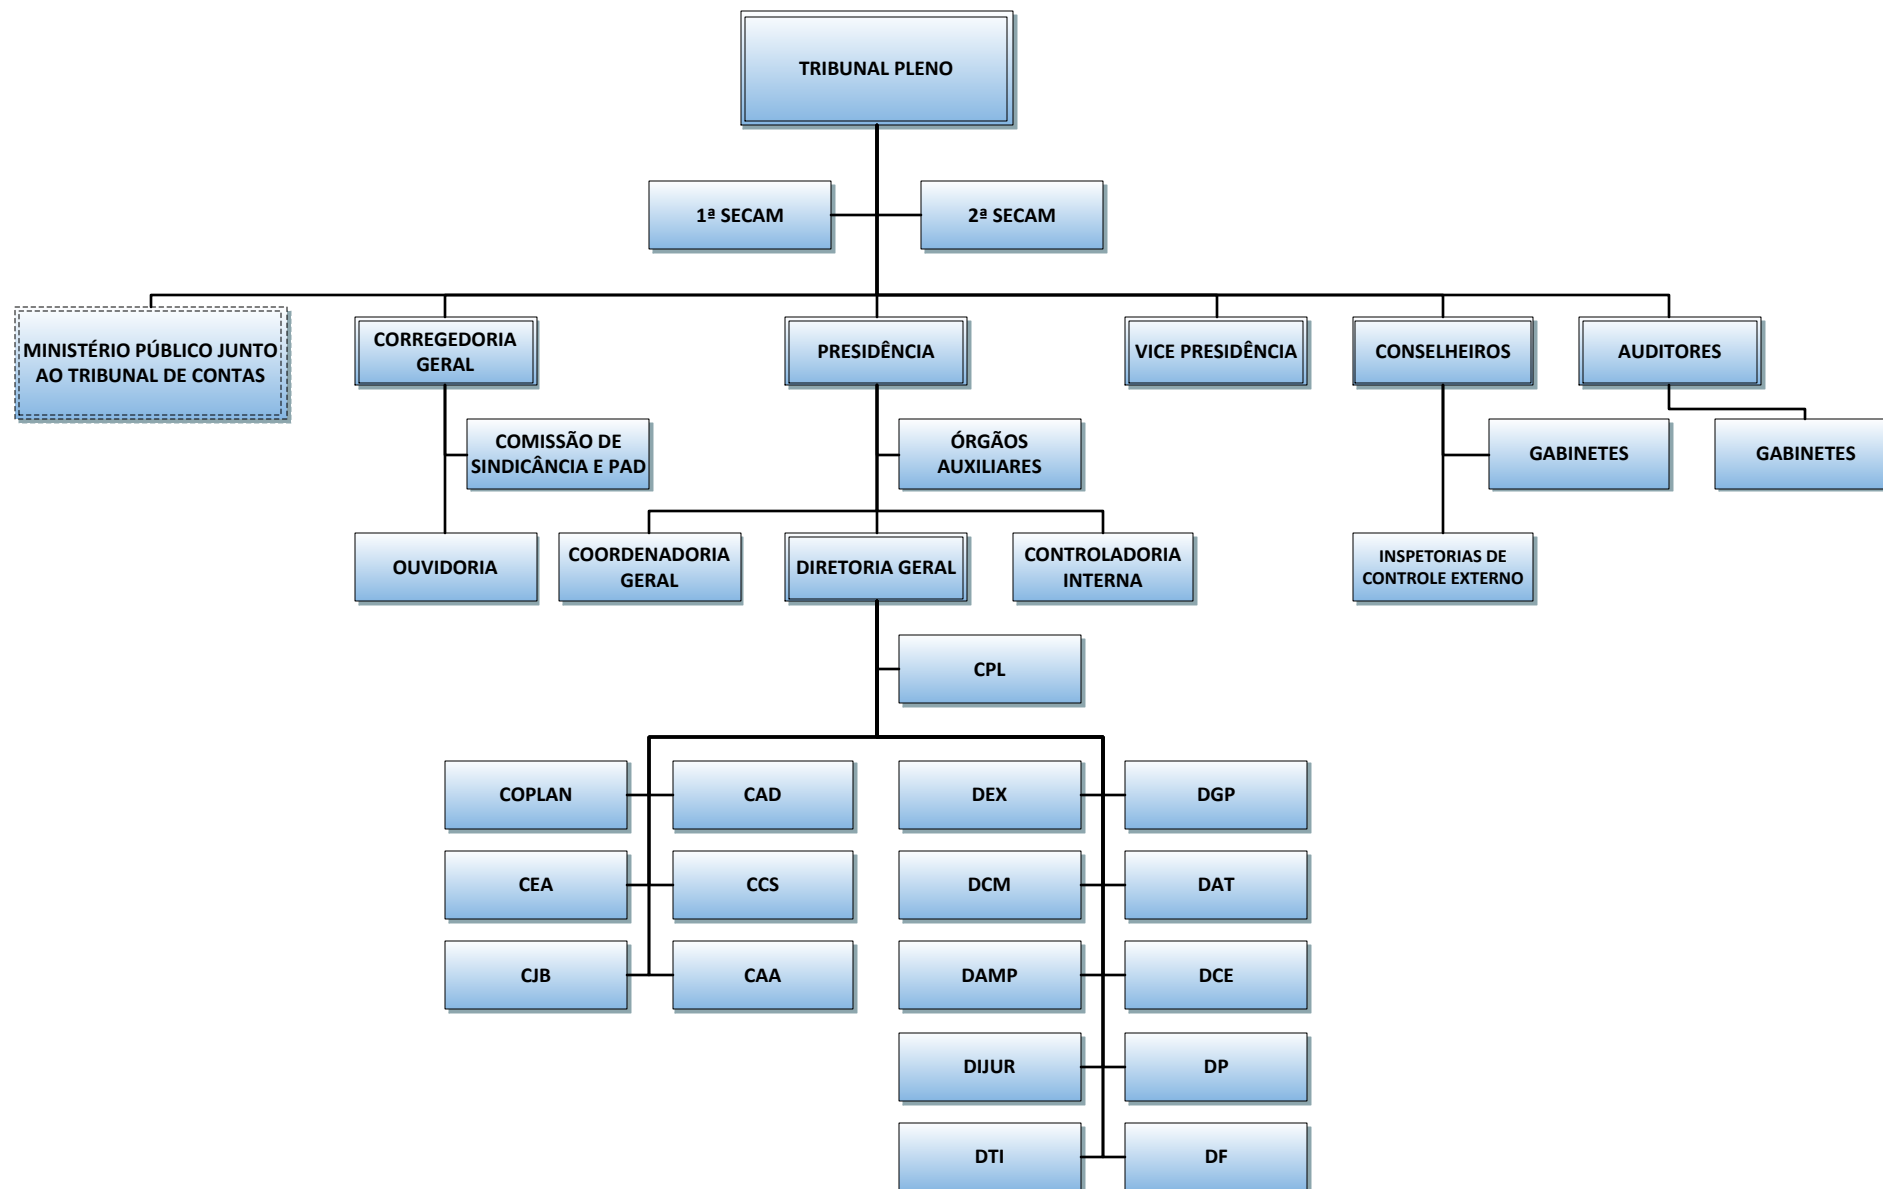 TRIBUNAL PLENO
1ª SECAM
2ª SECAM
MINISTÉRIO PÚBLICO JUNTO
AO TRIBUNAL DE CONTAS
CORREGEDORIA
GERAL
PRESIDÊNCIA
VICE PRESIDÊNCIA
CONSELHEIROS
AUDITORES
COMISSÃO DE
SINDICÂNCIA E PAD
ÓRGÃOS
AUXILIARES
GABINETES
GABINETES
OUVIDORIA
COORDENADORIA
GERAL
DIRETORIA GERAL
CONTROLADORIA
INTERNA
INSPETORIAS DE
CONTROLE EXTERNO
CPL
COPLAN
CAD
DEX
DGP
CEA
CCS
DCM
DAT
CJB
CAA
DAMP
DCE
DIJUR
DP
DTI
DF